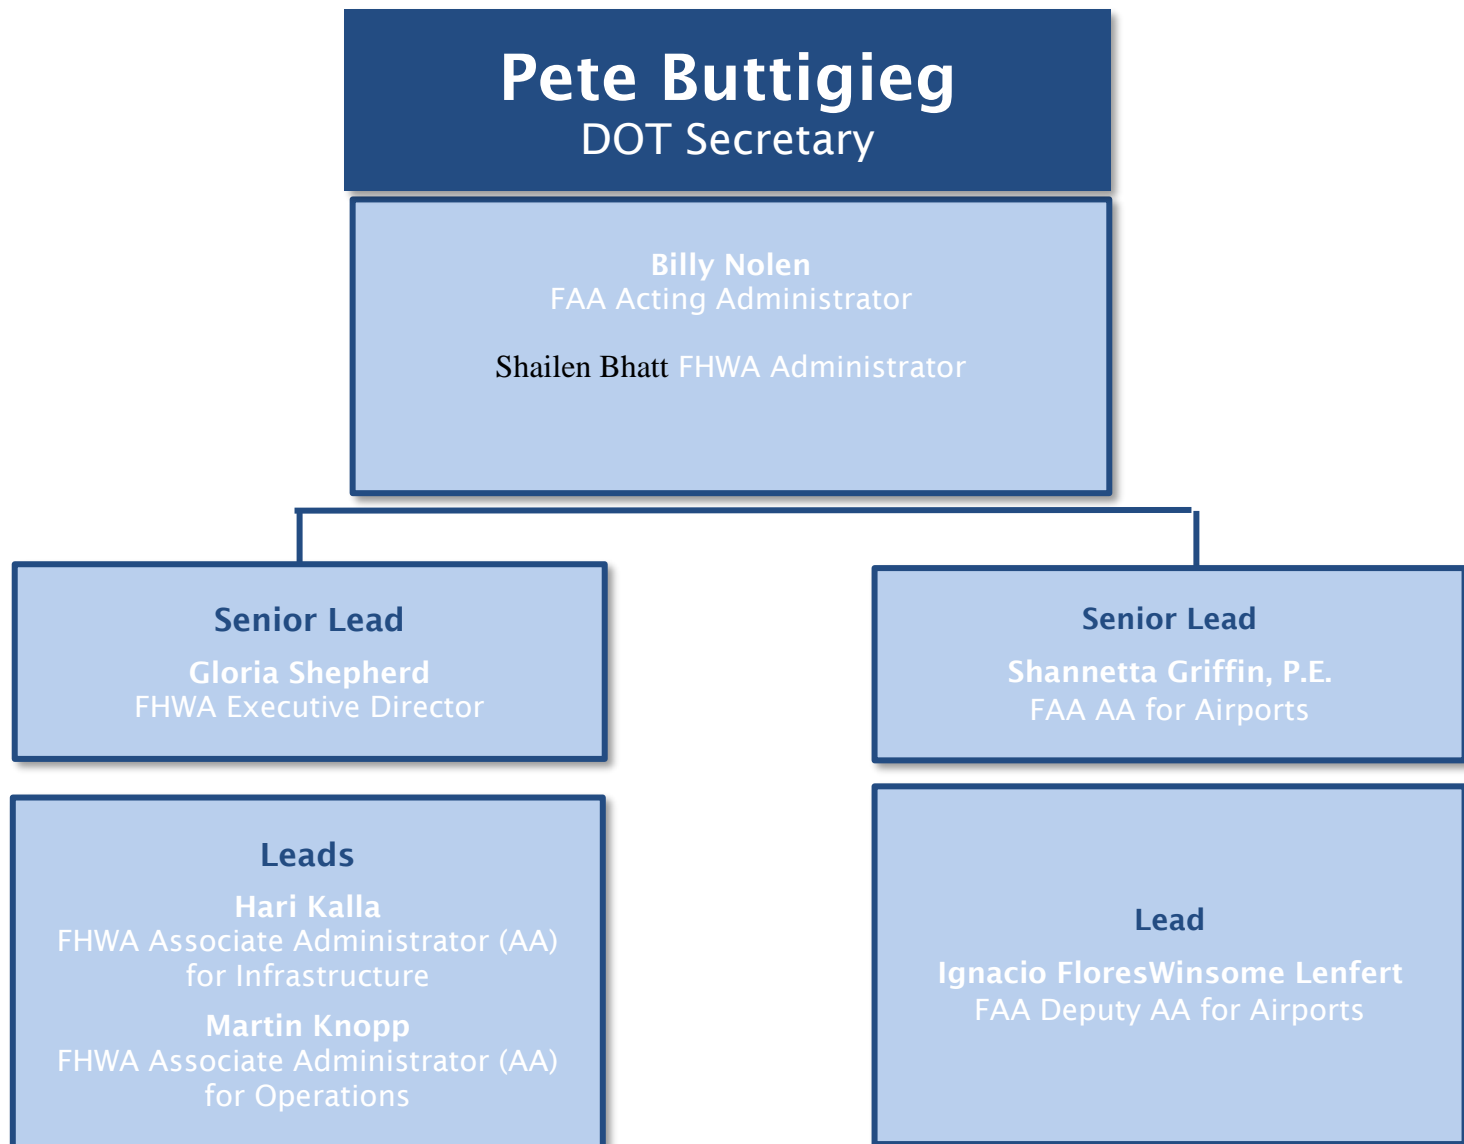 Pete Buttigieg
DOT Secretary
Billy Nolen
FAA Acting Administrator
Shailen Bhatt FHWA Administrator
Senior Lead
Gloria Shepherd
FHWA Executive Director
Senior Lead
Shannetta Griffin, P.E.
FAA AA for Airports
Leads
Hari Kalla
FHWA Associate Administrator (AA)
for Infrastructure
Martin Knopp
FHWA Associate Administrator (AA)
for Operations
Lead
Ignacio FloresWinsome Lenfert
FAA Deputy AA for Airports